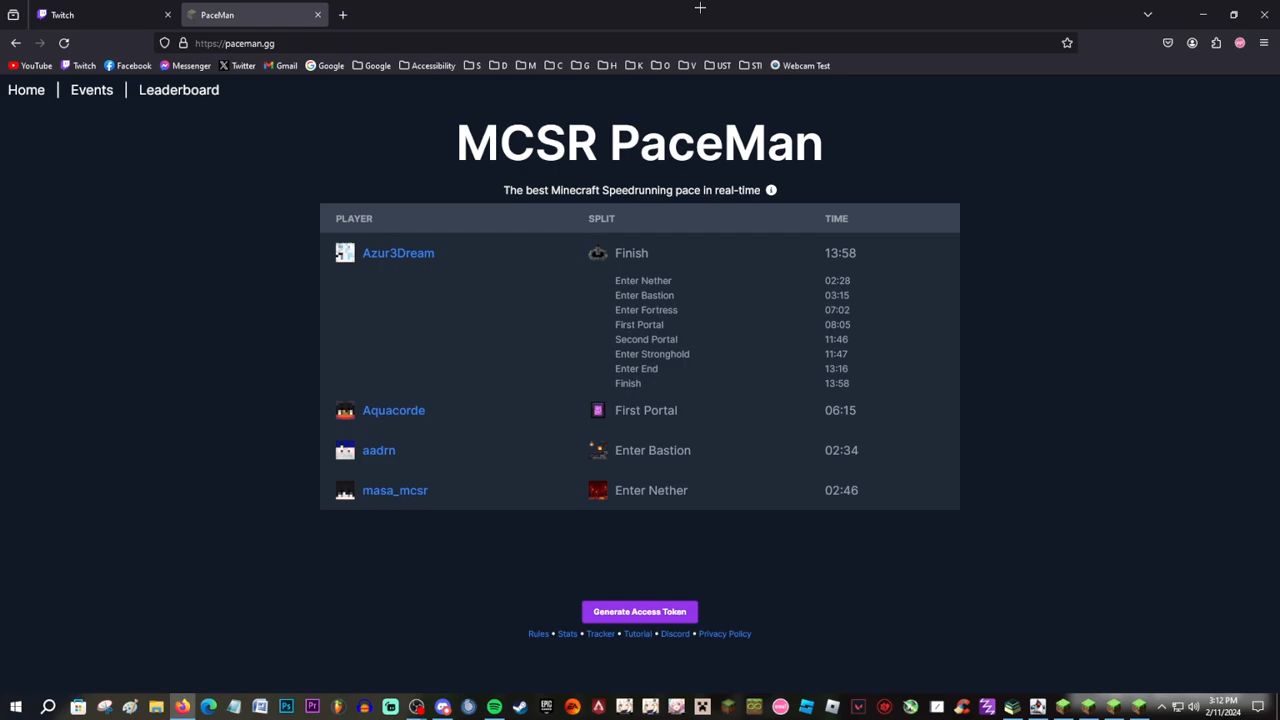 Twitch
PaceMan
https://paceman.gg
YouTube Twitch Facebook Messenger Twitter Gmail Google Google Accessibility S D M C G H K O V UST STI Webcam Test
Home | Events | Leaderboard
MCSR PaceMan
The best Minecraft Speedrunning pace in real-time
PLAYER SPLIT TIME
Azur3Dream Finish 13:58
Enter Nether 02:28
Enter Bastion 03:15
Enter Fortress 07:02
First Portal 08:05
Second Portal 11:46
Enter Stronghold 11:47
Enter End 13:16
Finish 13:58
Aquacorde First Portal 06:15
aadrn Enter Bastion 02:34
masa_mcsr Enter Nether 02:46
Generate Access Token
Rules • Stats • Tracker • Tutorial • Discord • Privacy Policy
3:12 PM
2/11/2024